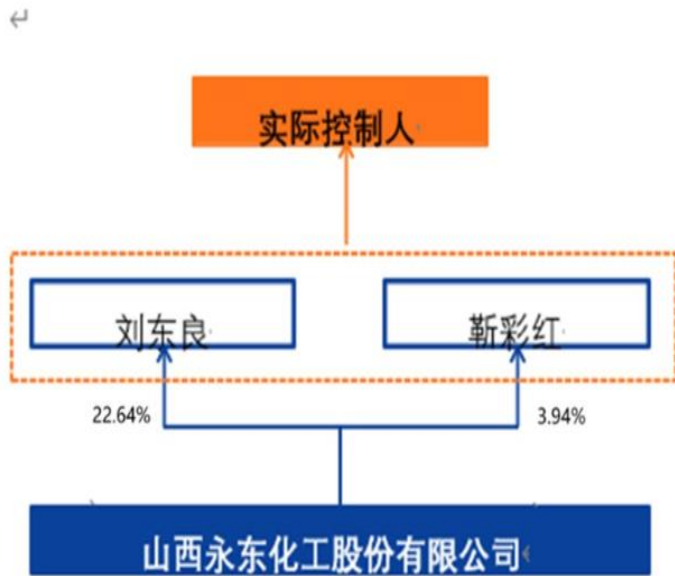 实际控制人
刘东良
靳彩红
22.64%
3.94%
山西永东化工股份有限公司